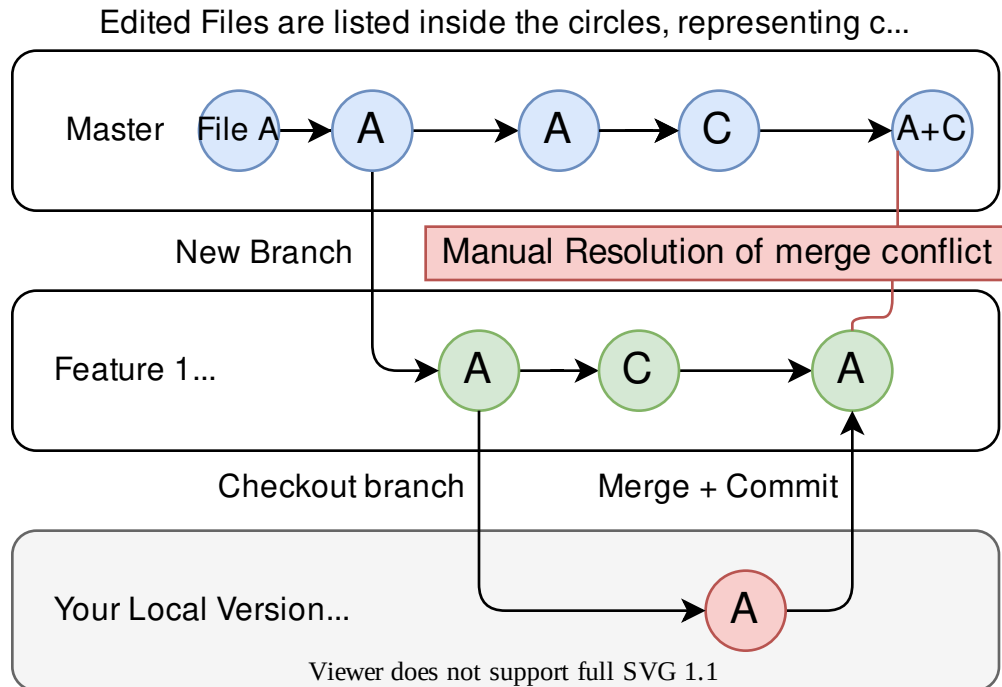 Edited Files are listed inside the circles, representing c...
Master
File A
A
A
C
A+C
New Branch
Manual Resolution of merge conflict
Feature 1...
A
C
A
Checkout branch
Merge + Commit
Your Local Version...
A
Viewer does not support full SVG 1.1